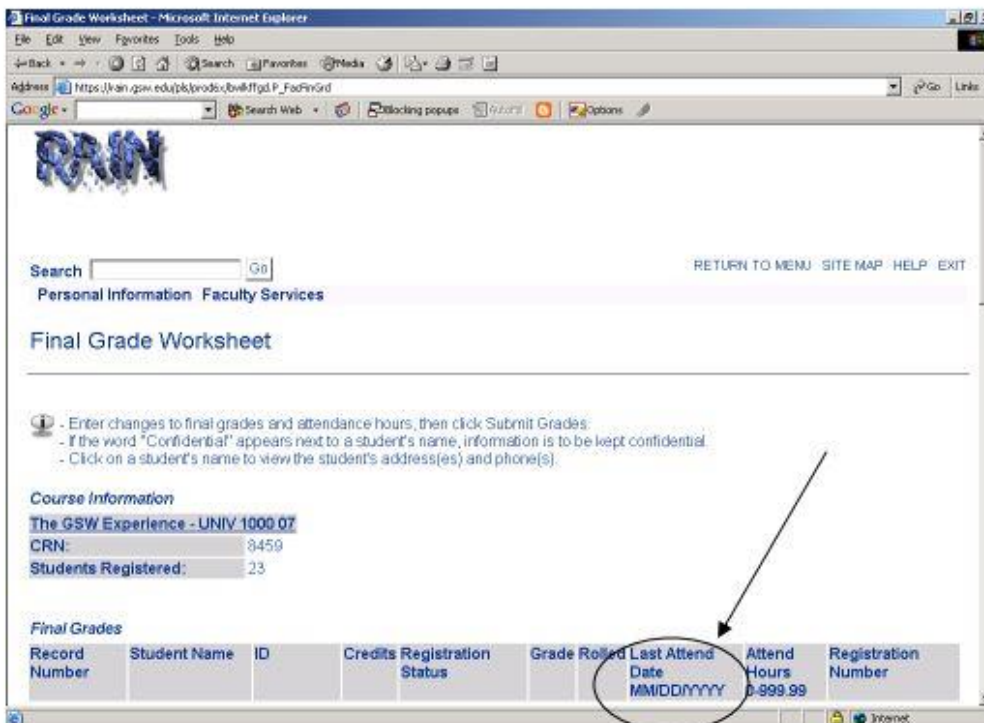 Final Grade Worksheet - Microsoft Internet Explorer
File Edit View Favorites Tools Help
Back Search Favorites Media
Address https://rain.gsw.edu/pls/prodex/bwlkffgd.P_FacFinGrd Go Links
Google Search Web Blocking popups Options
RAIN
Search Go RETURN TO MENU SITE MAP HELP EXIT
Personal Information Faculty Services
Final Grade Worksheet
- Enter changes to final grades and attendance hours, then click Submit Grades.
- If the word "Confidential" appears next to a student's name, information is to be kept confidential.
- Click on a student's name to view the student's address(es) and phone(s).
Course Information
The GSW Experience - UNIV 1000 07
CRN: 8459
Students Registered: 23
Final Grades
Record Student Name ID Credits Registration Grade Rolled Last Attend Attend Registration
Number Status Date Hours Number
MM/DD/YYYY 0-999.99
Internet